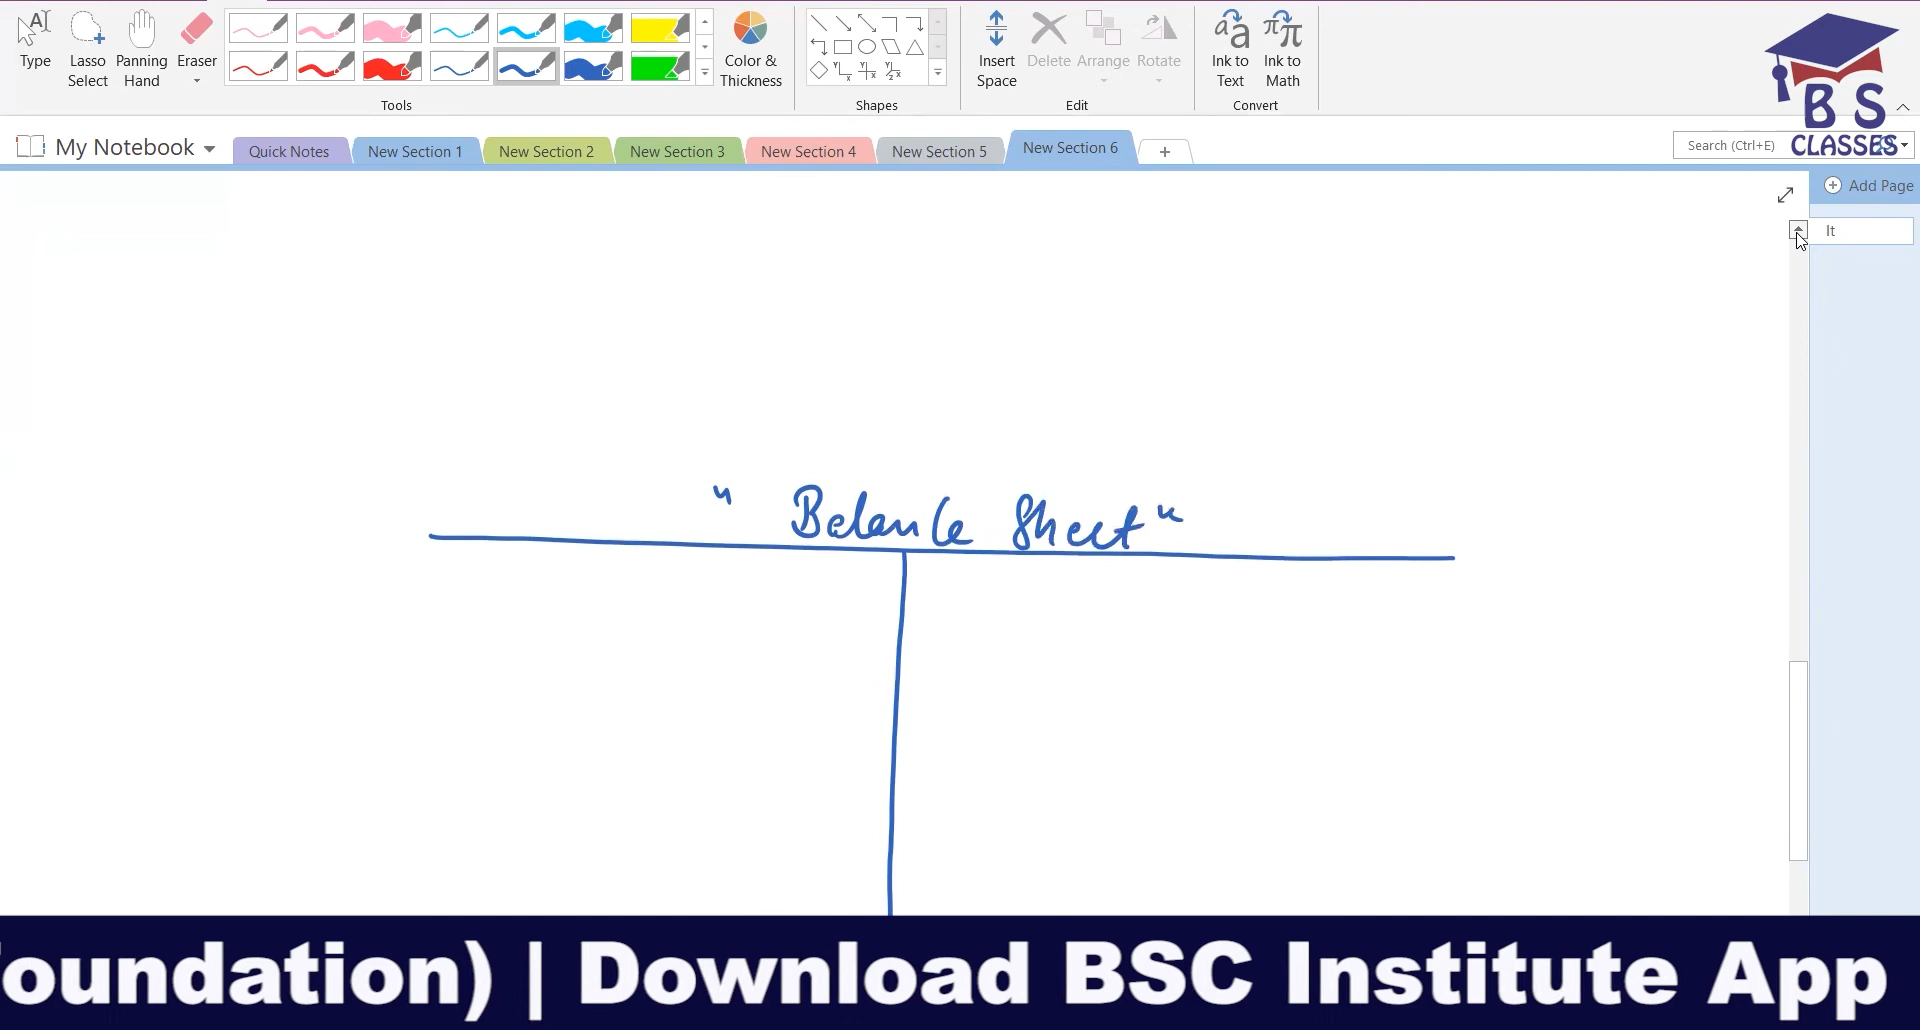 Type
Lasso
Select
Panning
Hand
Eraser
Color &
Thickness
Insert
Space
Delete
Arrange
Rotate
Ink to
Text
Ink to
Math
Tools
Shapes
Edit
Convert
BS
CLASSES
My Notebook
Quick Notes
New Section 1
New Section 2
New Section 3
New Section 4
New Section 5
New Section 6
Search (Ctrl+E)
Add Page
It
" Balance Sheet "
oundation) | Download BSC Institute App